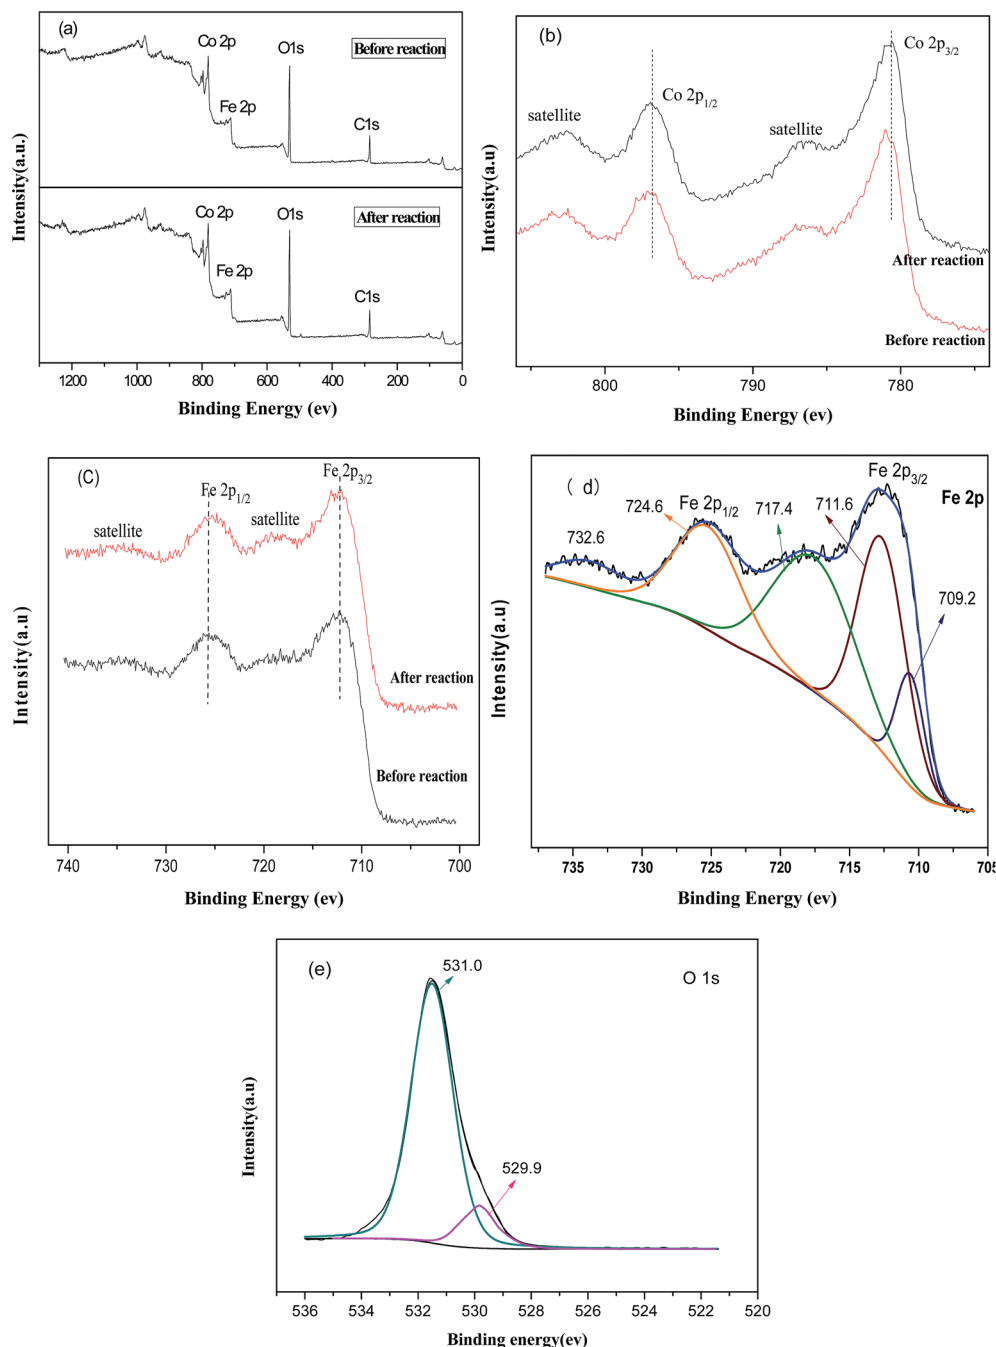 (a)
Co 2p
O1s
Before reaction
Fe 2p
C1s
Co 2p
O1s
After reaction
Fe 2p
C1s
Intensity(a.u.)
1200 1000 800 600 400 200 0
Binding Energy (ev)
(b)
Co 2p3/2
Co 2p1/2
satellite
satellite
After reaction
Before reaction
Intensity(a.u)
800 790 780
Binding Energy (ev)
(C)
Fe 2p3/2
Fe 2p1/2
satellite
satellite
After reaction
Before reaction
Intensity(a.u)
740 730 720 710 700
Binding Energy (ev)
( d)
Fe 2p3/2
Fe 2p
724.6
Fe 2p1/2
717.4
711.6
732.6
709.2
Intensity(a.u)
735 730 725 720 715 710 705
Binding Energy (ev)
(e)
531.0
O 1s
529.9
Intensity(a.u)
536 534 532 530 528 526 524 522 520
Binding energy(ev)